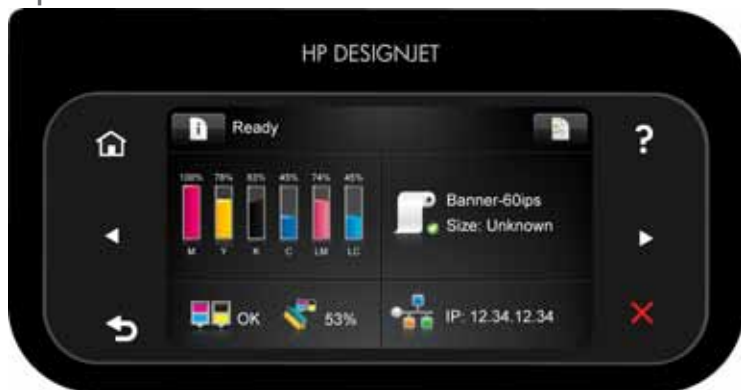 HP DESIGNJET
Ready
100% 78% 45% 74% 45%
M Y K C LM LC
Banner-60ips
Size: Unknown
OK 53%
IP: 12.34.12.34
?